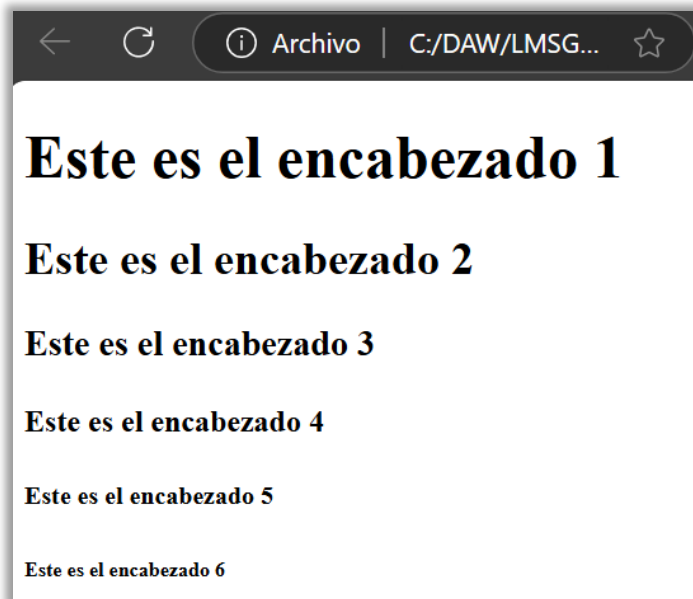 Archivo | C:/DAW/LMSG...
Este es el encabezado 1
Este es el encabezado 2
Este es el encabezado 3
Este es el encabezado 4
Este es el encabezado 5
Este es el encabezado 6